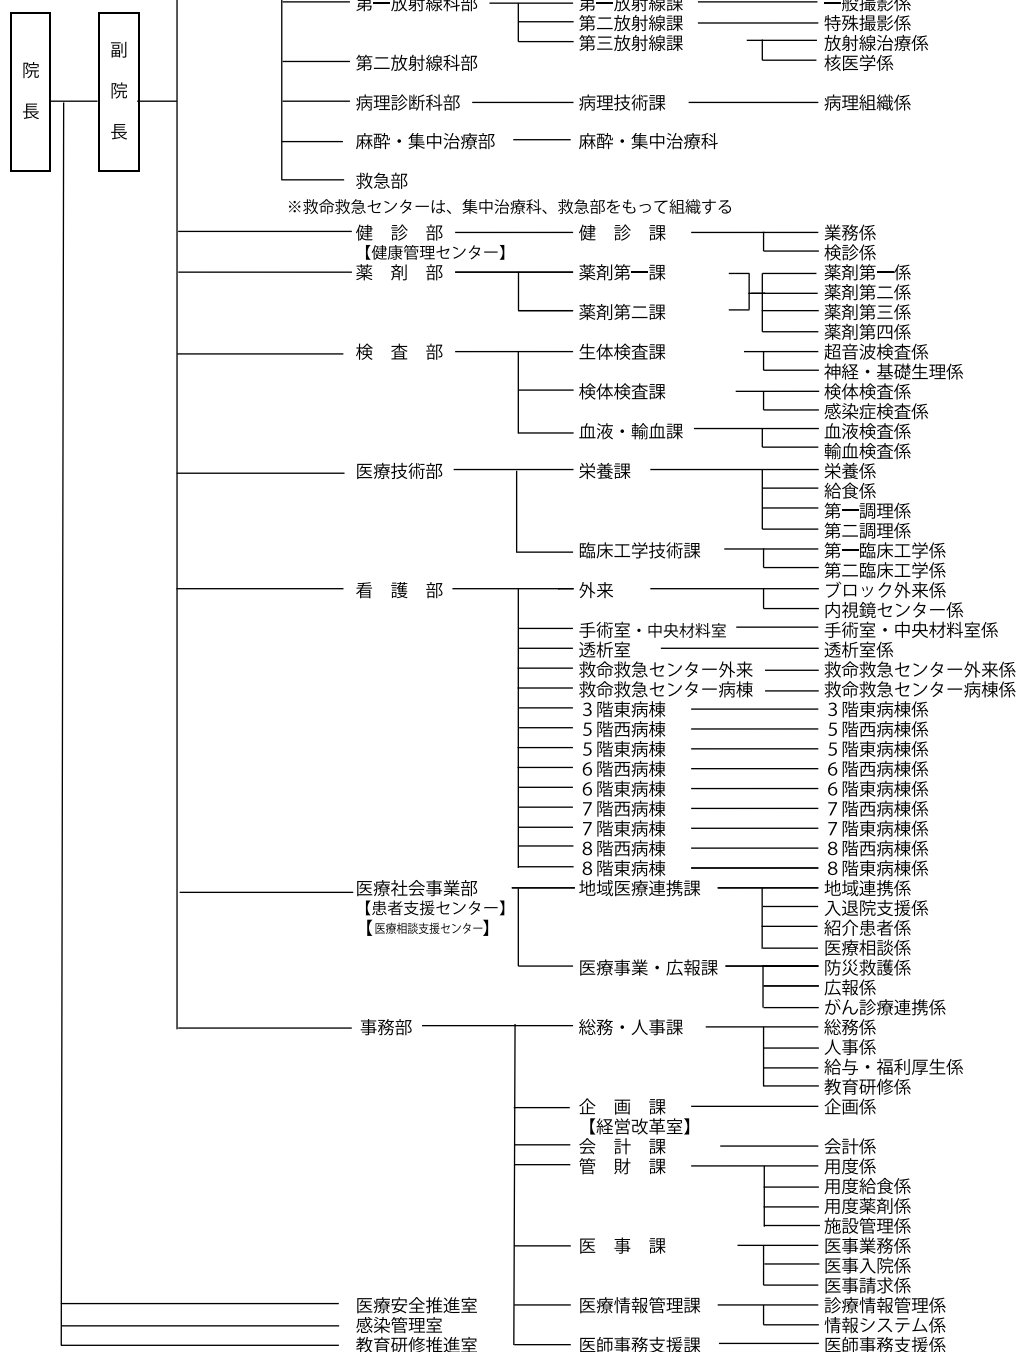 院長
副院長
第一放射線科部 第一放射線課 一般撮影係
第二放射線課 特殊撮影係
第三放射線課 放射線治療係
第二放射線科部 核医学係
病理診断科部 病理技術課 病理組織係
麻酔・集中治療部 麻酔・集中治療科
救急部
※救命救急センターは、集中治療科、救急部をもって組織する
健 診 部 健 診 課 業務係
【健康管理センター】 検診係
薬 剤 部 薬剤第一課 薬剤第一係
薬剤第二係
薬剤第二課 薬剤第三係
薬剤第四係
検 査 部 生体検査課 超音波検査係
神経・基礎生理係
検体検査課 検体検査係
感染症検査係
血液・輸血課 血液検査係
輸血検査係
医療技術部 栄養課 栄養係
給食係
第一調理係
第二調理係
臨床工学技術課 第一臨床工学係
第二臨床工学係
看 護 部 外来 ブロック外来係
内視鏡センター係
手術室・中央材料室 手術室・中央材料室係
透析室 透析室係
救命救急センター外来 救命救急センター外来係
救命救急センター病棟 救命救急センター病棟係
3階東病棟 3階東病棟係
5階西病棟 5階西病棟係
5階東病棟 5階東病棟係
6階西病棟 6階西病棟係
6階東病棟 6階東病棟係
7階西病棟 7階西病棟係
7階東病棟 7階東病棟係
8階西病棟 8階西病棟係
8階東病棟 8階東病棟係
医療社会事業部 地域医療連携課 地域連携係
【患者支援センター】 入退院支援係
【医療相談支援センター】 紹介患者係
医療相談係
医療事業・広報課 防災救護係
広報係
がん診療連携係
事務部 総務・人事課 総務係
人事係
給与・福利厚生係
教育研修係
企 画 課 企画係
【経営改革室】
会 計 課 会計係
管 財 課 用度係
用度給食係
用度薬剤係
施設管理係
医 事 課 医事業務係
医事入院係
医事請求係
医療安全推進室 医療情報管理課 診療情報管理係
感染管理室 情報システム係
教育研修推進室 医師事務支援課 医師事務支援係